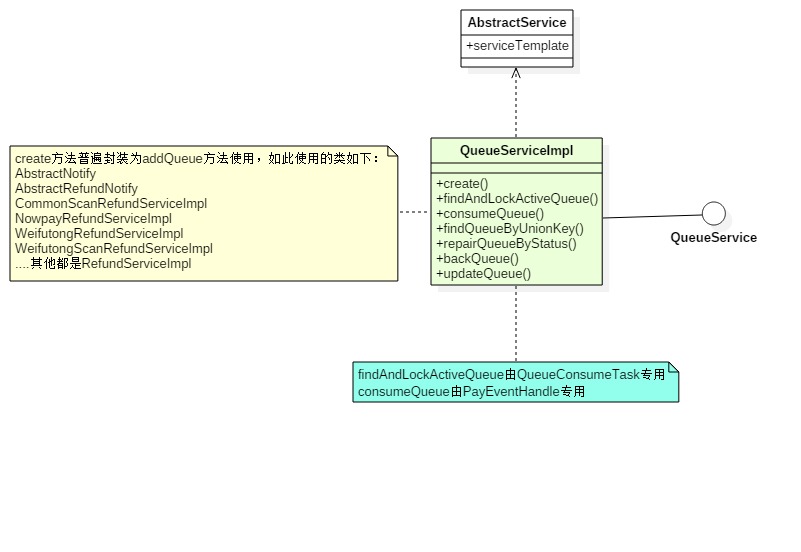 AbstractService
+serviceTemplate
QueueServiceImpl
+create()
+findAndLockActiveQueue()
+consumeQueue()
+findQueueByUnionKey()
+repairQueueByStatus()
+backQueue()
+updateQueue()
create方法普遍封装为addQueue方法使用，如此使用的类如下：
AbstractNotify
AbstractRefundNotify
CommonScanRefundServiceImpl
NowpayRefundServiceImpl
WeifutongRefundServiceImpl
WeifutongScanRefundServiceImpl
....其他都是RefundServiceImpl
QueueService
findAndLockActiveQueue由QueueConsumeTask专用
consumeQueue由PayEventHandle专用